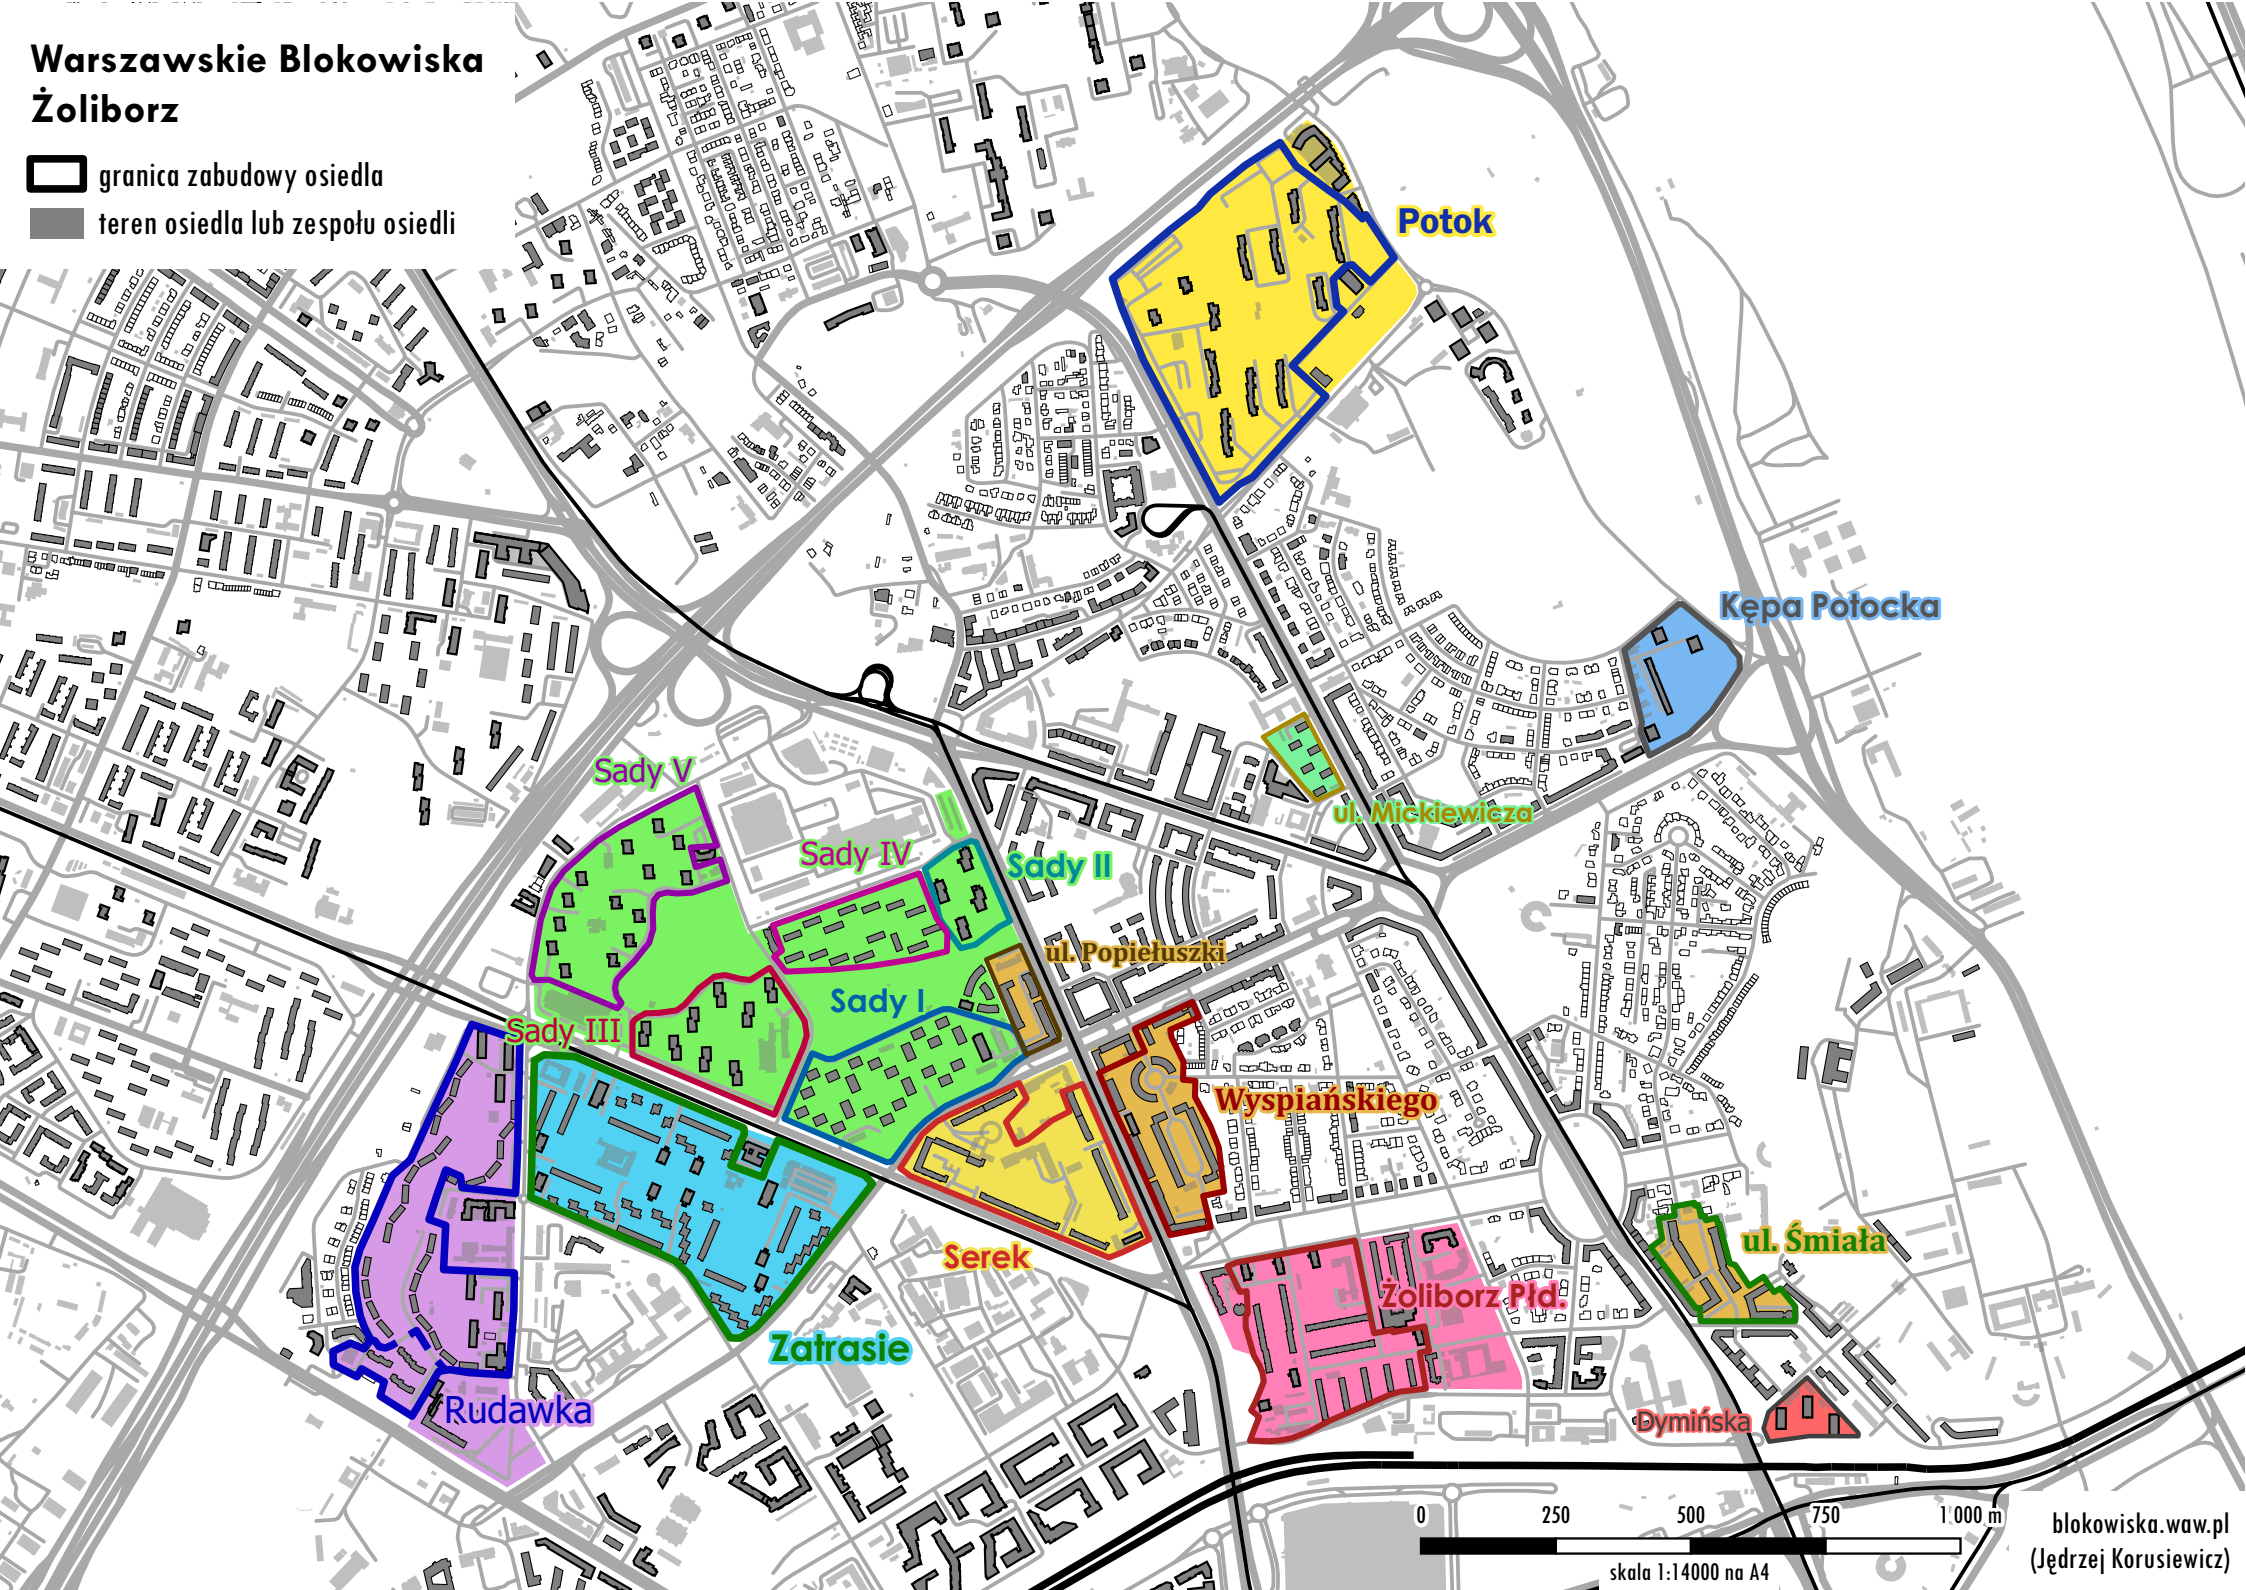 Warszawskie Blokowiska
Żoliborz
granica zabudowy osiedla
teren osiedla lub zespołu osiedli
Potok
Kępa Potocka
Sady V
ul. Mickiewicza
Sady IV
Sady II
ul. Popiełuszki
Sady I
Sady III
Wyspiańskiego
ul. Śmiała
Serek
Żoliborz Płd.
Zatrasie
Rudawka
Dymińska
0 250 500 750 1 000 m
skala 1:14000 na A4
blokowiska.waw.pl
(Jędrzej Korusiewicz)